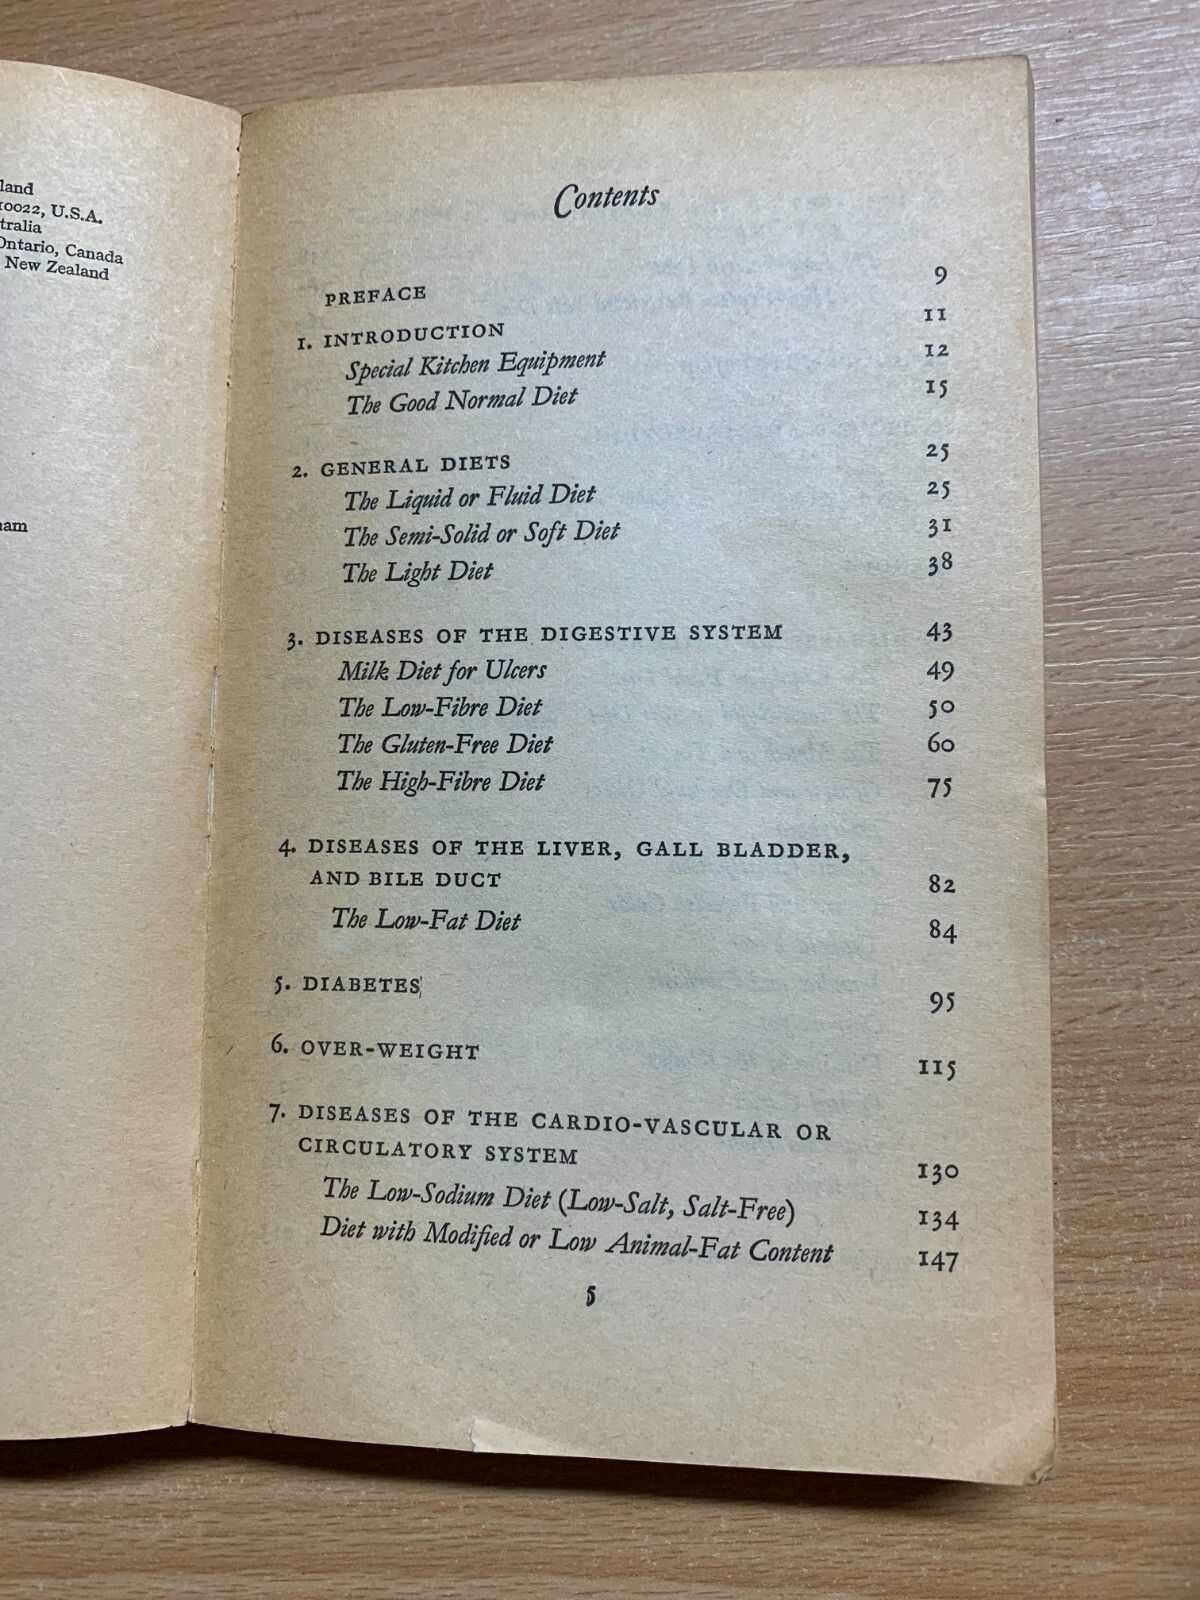 land
10022, U.S.A.
tralia
Ontario, Canada
New Zealand
Contents
PREFACE 9
1. INTRODUCTION 11
Special Kitchen Equipment 12
The Good Normal Diet 15
2. GENERAL DIETS 25
The Liquid or Fluid Diet 25
The Semi-Solid or Soft Diet 31
The Light Diet 38
3. DISEASES OF THE DIGESTIVE SYSTEM 43
Milk Diet for Ulcers 49
The Low-Fibre Diet 50
The Gluten-Free Diet 60
The High-Fibre Diet 75
4. DISEASES OF THE LIVER, GALL BLADDER,
AND BILE DUCT 82
The Low-Fat Diet 84
5. DIABETES 95
6. OVER-WEIGHT 115
7. DISEASES OF THE CARDIO-VASCULAR OR
CIRCULATORY SYSTEM 130
The Low-Sodium Diet (Low-Salt, Salt-Free) 134
Diet with Modified or Low Animal-Fat Content 147
5